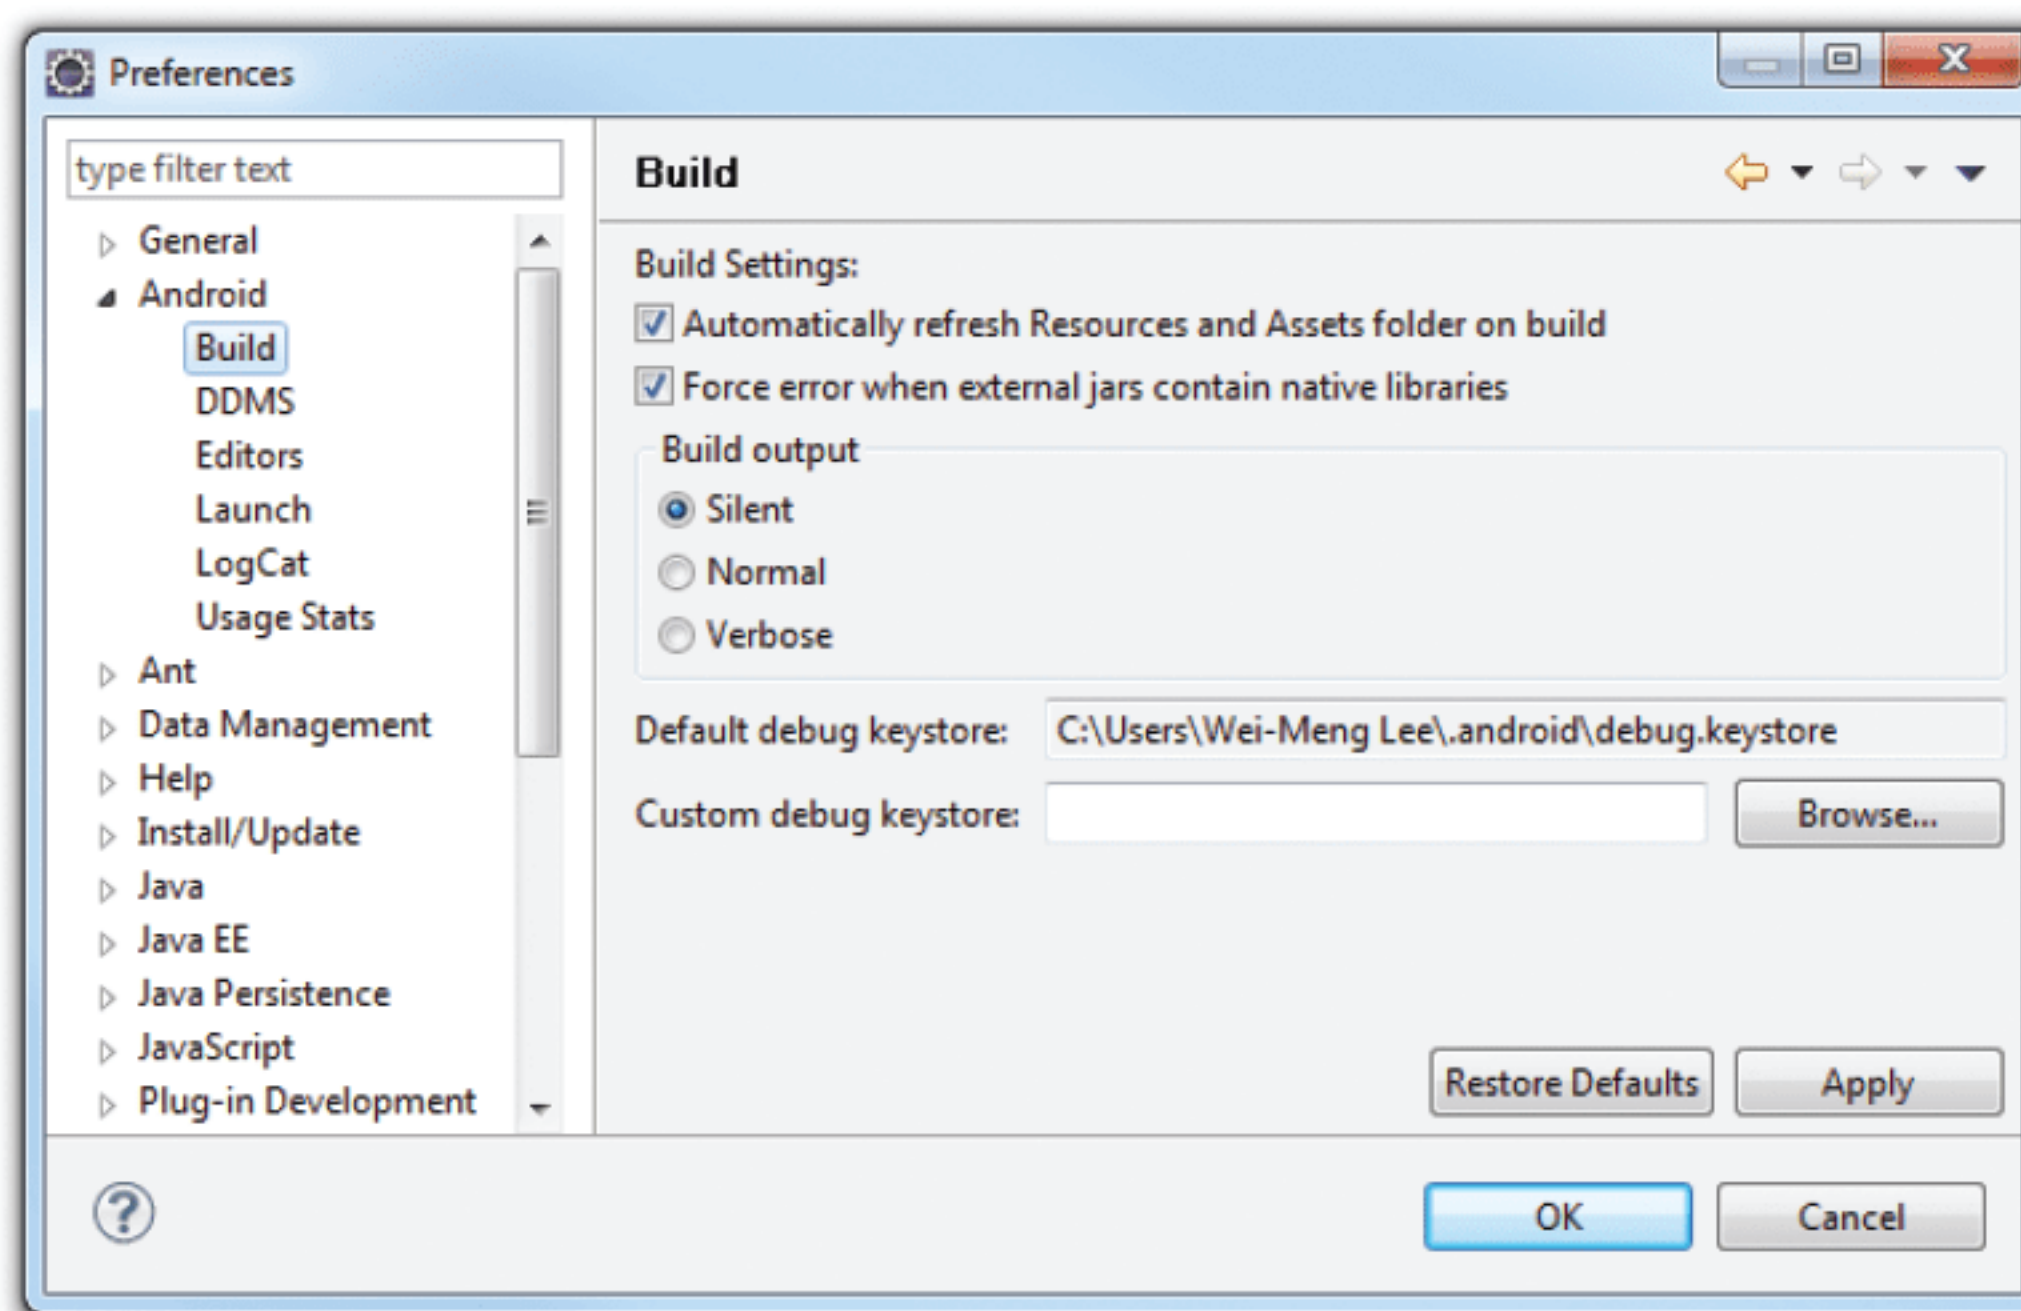 Preferences
type filter text
General
Android
Build
DDMS
Editors
Launch
LogCat
Usage Stats
Ant
Data Management
Help
Install/Update
Java
Java EE
Java Persistence
JavaScript
Plug-in Development
Build
Build Settings:
Automatically refresh Resources and Assets folder on build
Force error when external jars contain native libraries
Build output
Silent
Normal
Verbose
Default debug keystore: C:\Users\Wei-Meng Lee\.android\debug.keystore
Custom debug keystore: Browse...
Restore Defaults Apply
? OK Cancel